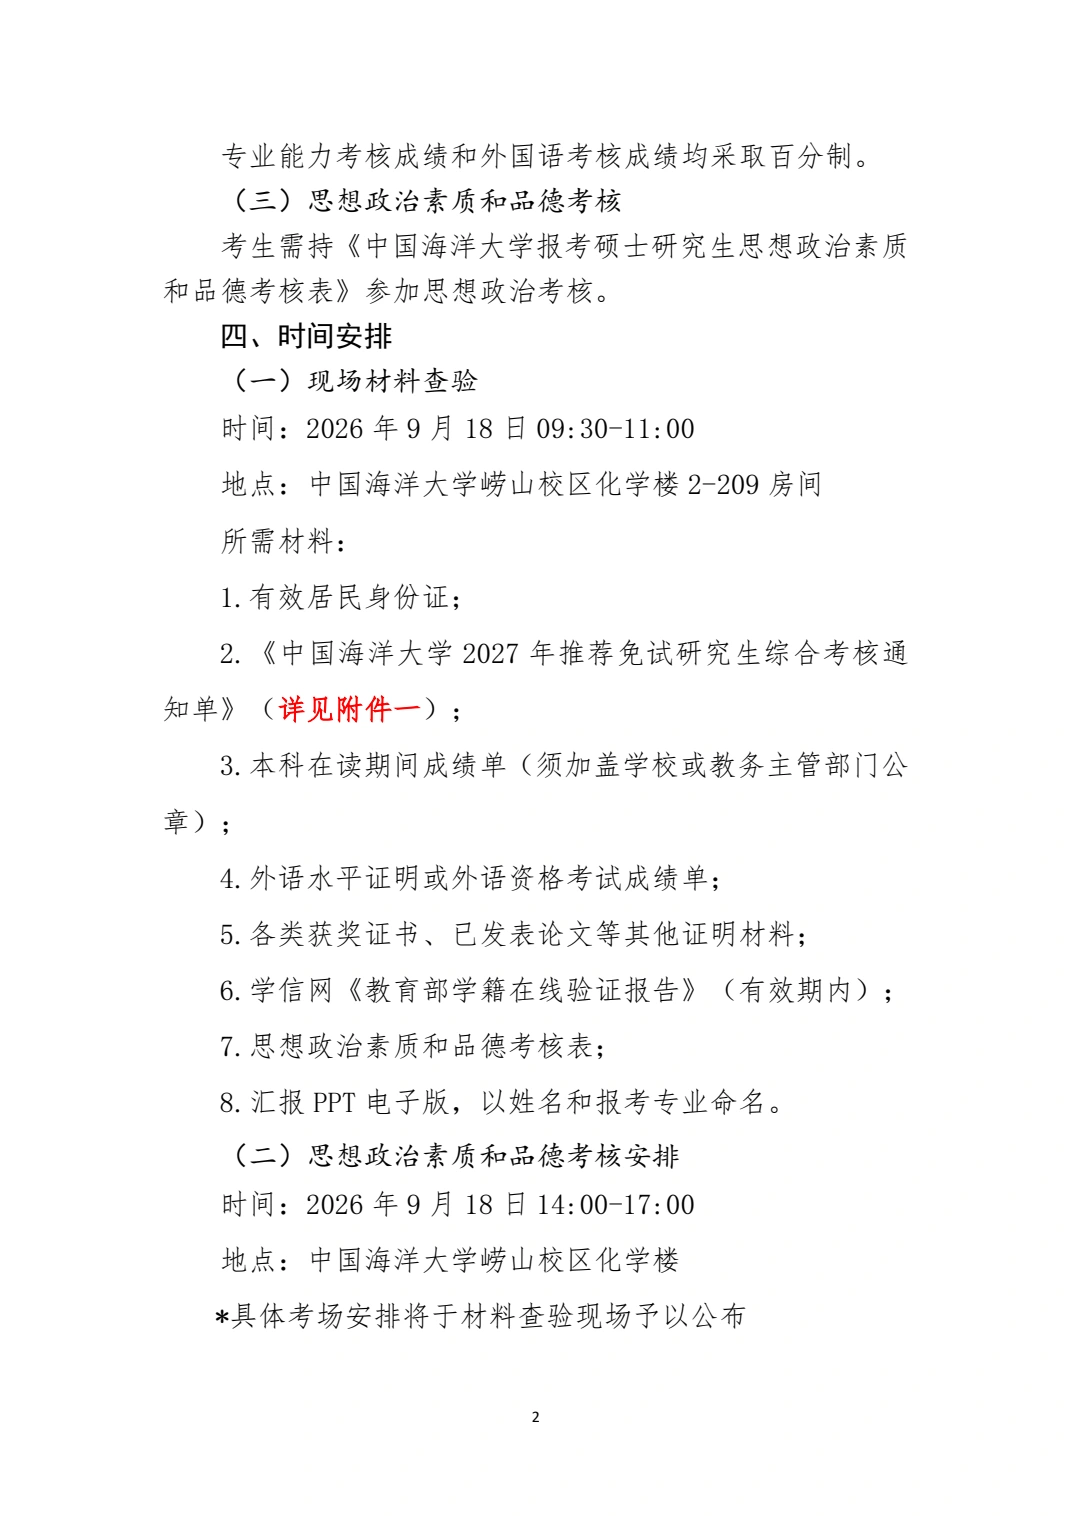 专业能力考核成绩和外国语考核成绩均采取百分制。
（三）思想政治素质和品德考核
考生需持《中国海洋大学报考硕士研究生思想政治素质
和品德考核表》参加思想政治考核。
四、时间安排
（一）现场材料查验
时间：2026 年 9 月 18 日 09:30-11:00
地点：中国海洋大学崂山校区化学楼 2-209 房间
所需材料：
1.有效居民身份证；
2.《中国海洋大学 2027 年推荐免试研究生综合考核通
知单》（详见附件一）；
3.本科在读期间成绩单（须加盖学校或教务主管部门公
章）；
4.外语水平证明或外语资格考试成绩单；
5.各类获奖证书、已发表论文等其他证明材料；
6.学信网《教育部学籍在线验证报告》（有效期内）；
7.思想政治素质和品德考核表；
8.汇报 PPT 电子版，以姓名和报考专业命名。
（二）思想政治素质和品德考核安排
时间：2026 年 9 月 18 日 14:00-17:00
地点：中国海洋大学崂山校区化学楼
*具体考场安排将于材料查验现场予以公布
2